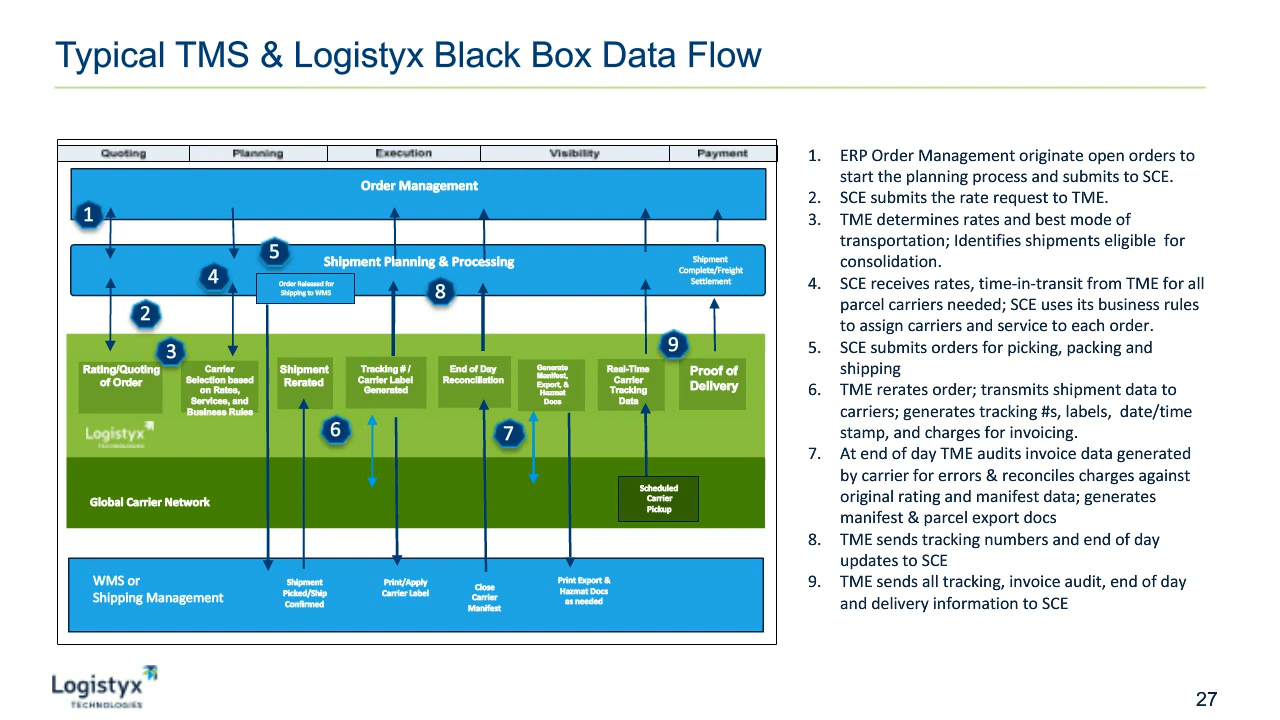 Typical TMS & Logistyx Black Box Data Flow
Quoting
Planning
Execution
Visibility
Payment
Order Management
1
5
Shipment Planning & Processing
Shipment
Complete/Freight
Settlement
4
Order Released for
Shipping to WMS
8
2
3
9
Rating/Quoting
of Order
Carrier
Selection based
on Rates,
Services, and
Business Rules
Shipment
Rerated
Tracking # /
Carrier Label
Generated
End of Day
Reconciliation
Generate
Manifest,
Export, &
Hazmat
Docs
Real-Time
Carrier
Tracking
Data
Proof of
Delivery
Logistyx
TECHNOLOGIES
6
7
Global Carrier Network
Scheduled
Carrier
Pickup
WMS or
Shipping Management
Shipment
Picked/Ship
Confirmed
Print/Apply
Carrier Label
Close
Carrier
Manifest
Print Export &
Hazmat Docs
as needed
1. ERP Order Management originate open orders to
start the planning process and submits to SCE.
2. SCE submits the rate request to TME.
3. TME determines rates and best mode of
transportation; Identifies shipments eligible for
consolidation.
4. SCE receives rates, time-in-transit from TME for all
parcel carriers needed; SCE uses its business rules
to assign carriers and service to each order.
5. SCE submits orders for picking, packing and
shipping
6. TME rerates order; transmits shipment data to
carriers; generates tracking #s, labels, date/time
stamp, and charges for invoicing.
7. At end of day TME audits invoice data generated
by carrier for errors & reconciles charges against
original rating and manifest data; generates
manifest & parcel export docs
8. TME sends tracking numbers and end of day
updates to SCE
9. TME sends all tracking, invoice audit, end of day
and delivery information to SCE
Logistyx
TECHNOLOGIES
27